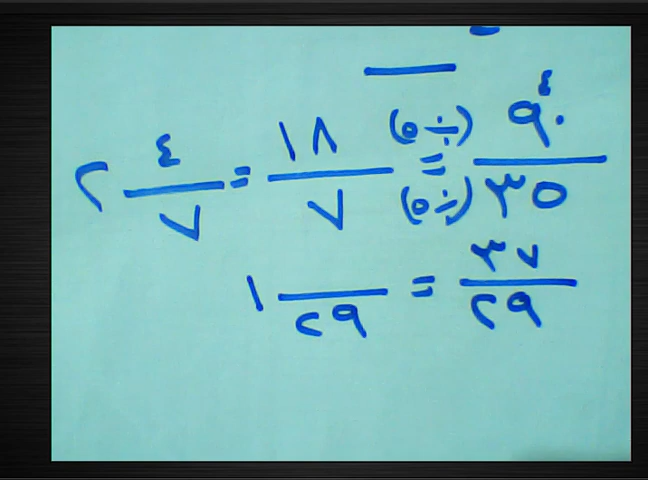 ٩٠/٣٥ = (÷٥)/(÷٥) ١٨/٧ = ٢ ٤/٧
٣٧/٢٩ = ١ —/٢٩